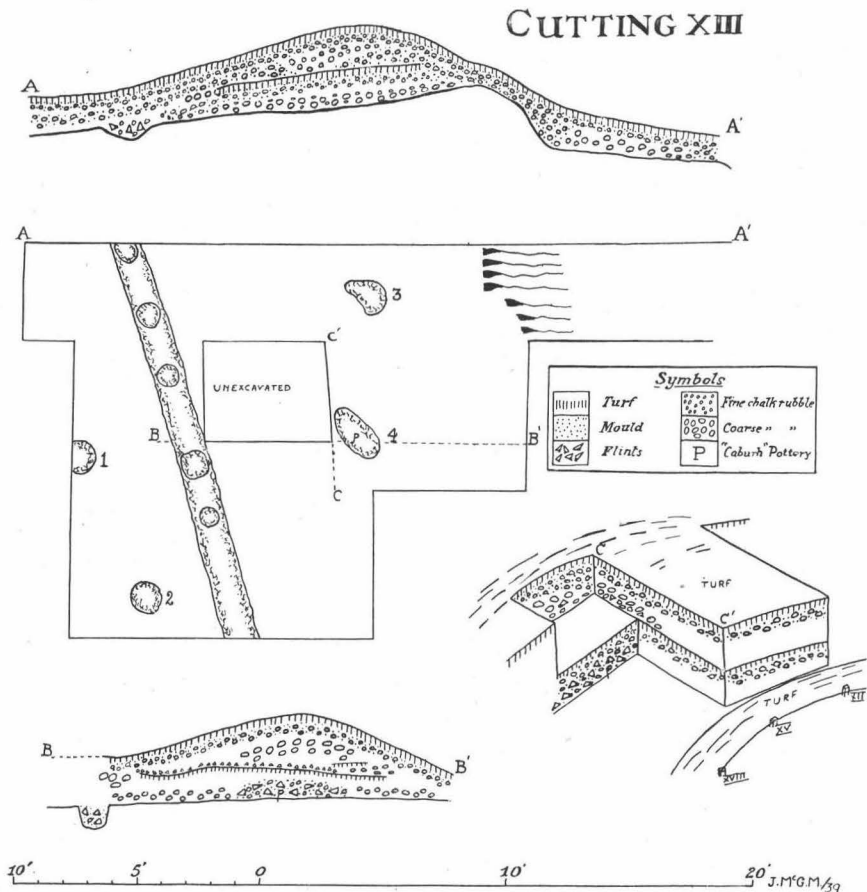 CUTTING XIII
A
A'
A
A'
3
C'
UNEXCAVATED
B
4
B'
1
C
2
Symbols
Turf
Fine chalk rubble
Mould
Coarse " "
Flints
P
"Caburn" Pottery
C
TURF
C'
TURF
XII
XV
XVIII
B
B'
P
10' 5' 0 10' 20'
J.McG.M/39